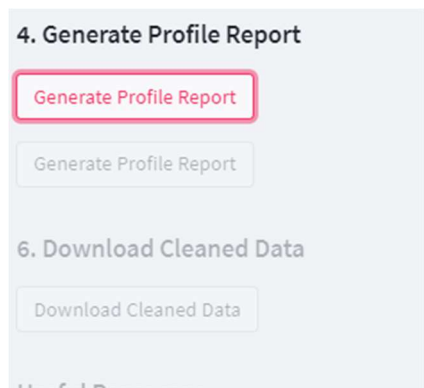 4. Generate Profile Report
Generate Profile Report
Generate Profile Report
6. Download Cleaned Data
Download Cleaned Data